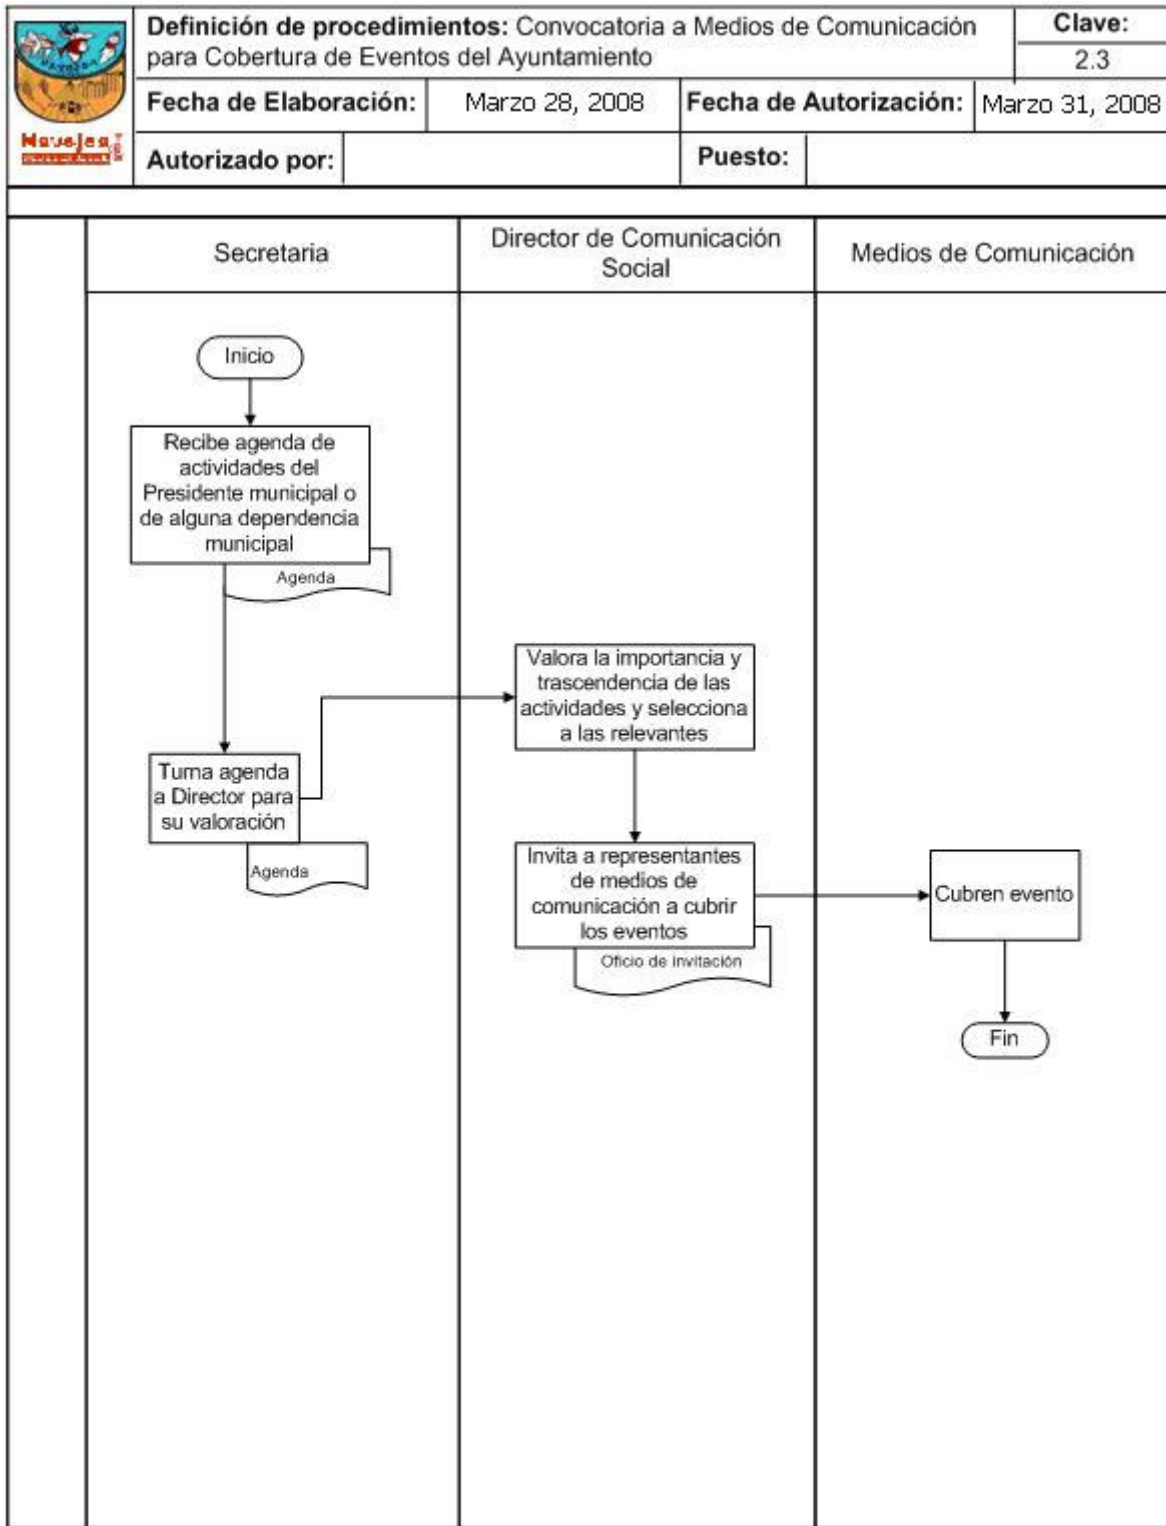 Definición de procedimientos: Convocatoria a Medios de Comunicación
para Cobertura de Eventos del Ayuntamiento
Clave:
2.3
Fecha de Elaboración: Marzo 28, 2008 Fecha de Autorización: Marzo 31, 2008
Autorizado por: Puesto:
Secretaria
Director de Comunicación
Social
Medios de Comunicación
Inicio
Recibe agenda de
actividades del
Presidente municipal o
de alguna dependencia
municipal
Agenda
Turna agenda
a Director para
su valoración
Agenda
Valora la importancia y
trascendencia de las
actividades y selecciona
a las relevantes
Invita a representantes
de medios de
comunicación a cubrir
los eventos
Oficio de invitación
Cubren evento
Fin